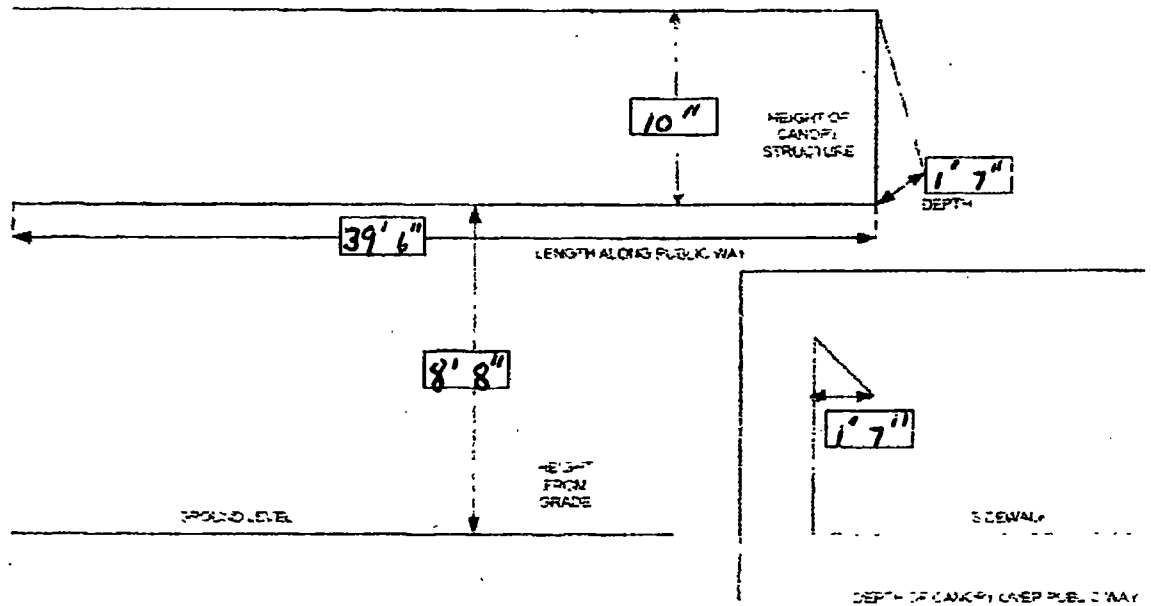 10"
HEIGHT OF
CANOPY
STRUCTURE
1' 7"
DEPTH
39' 6"
LENGTH ALONG PUBLIC WAY
8' 8"
1' 7"
HEIGHT
FROM
GRADE
GROUND LEVEL
SIDEWALK
DEPTH OF CANOPY OVER PUBLIC WAY